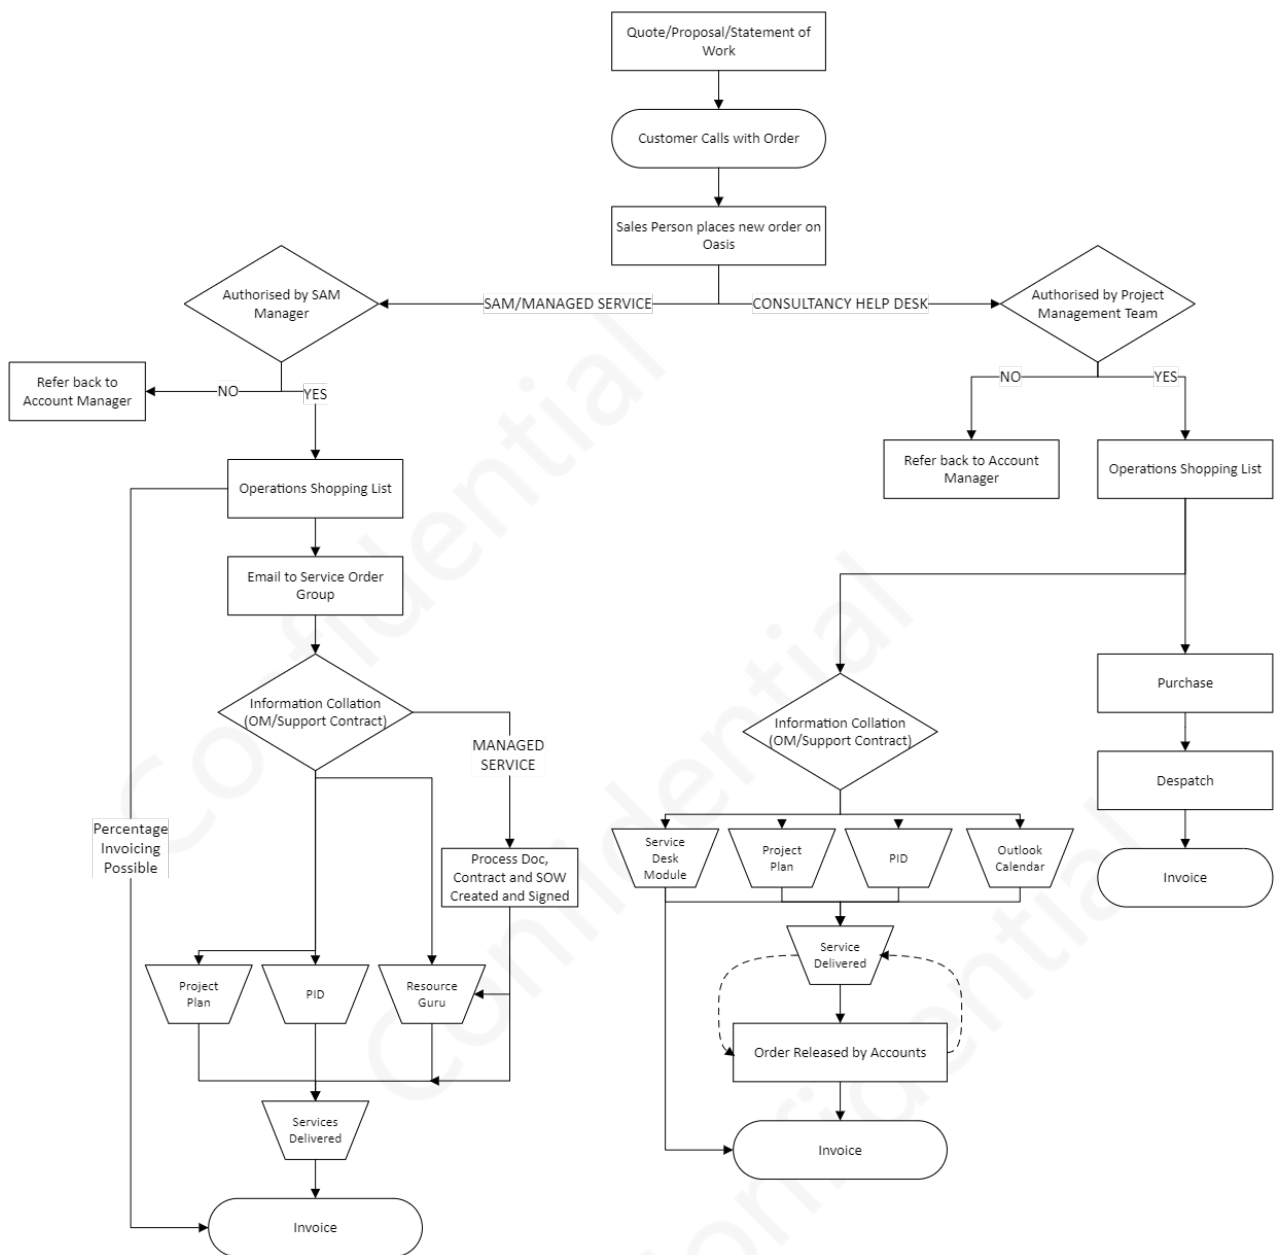 Quote/Proposal/Statement of
Work
Customer Calls with Order
Sales Person places new order on
Oasis
Authorised by SAM
Manager
SAM/MANAGED SERVICE
CONSULTANCY HELP DESK
Authorised by Project
Management Team
Refer back to
Account Manager
NO
YES
NO
YES
Operations Shopping List
Refer back to Account
Manager
Operations Shopping List
Email to Service Order
Group
Information Collation
(OM/Support Contract)
MANAGED
SERVICE
Information Collation
(OM/Support Contract)
Purchase
Despatch
Percentage
Invoicing
Possible
Process Doc,
Contract and SOW
Created and Signed
Service
Desk
Module
Project
Plan
PID
Outlook
Calendar
Invoice
Project
Plan
PID
Resource
Guru
Service
Delivered
Order Released by Accounts
Services
Delivered
Invoice
Invoice
Confidential
Confidential
Confidential